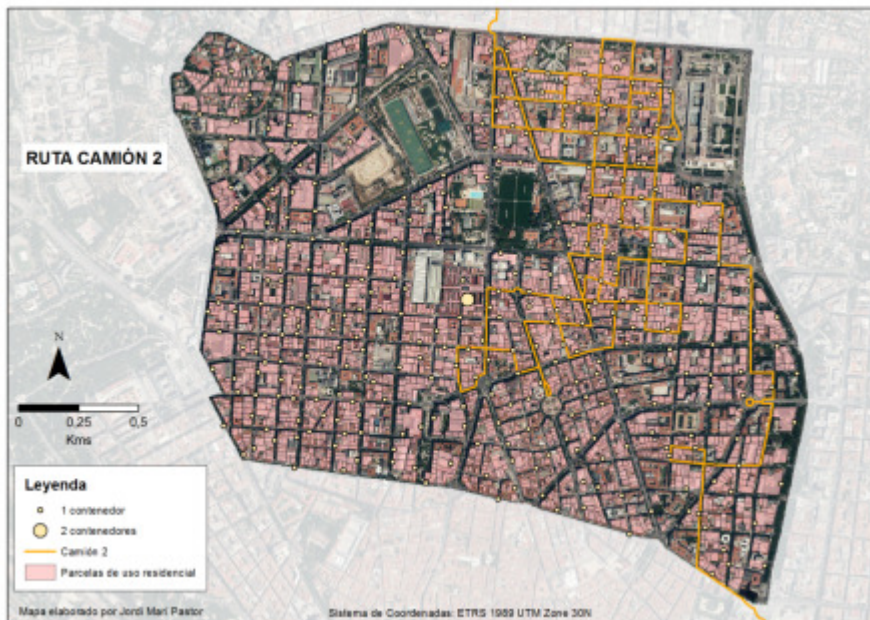 RUTA CAMIÓN 2
N
0 0,25 0,5
Kms
Leyenda
1 contenedor
2 contenedores
Camión 2
Parcelas de uso residencial
Mapa elaborado por Jordi Marí Pastor
Sistema de Coordenadas: ETRS 1989 UTM Zone 30N